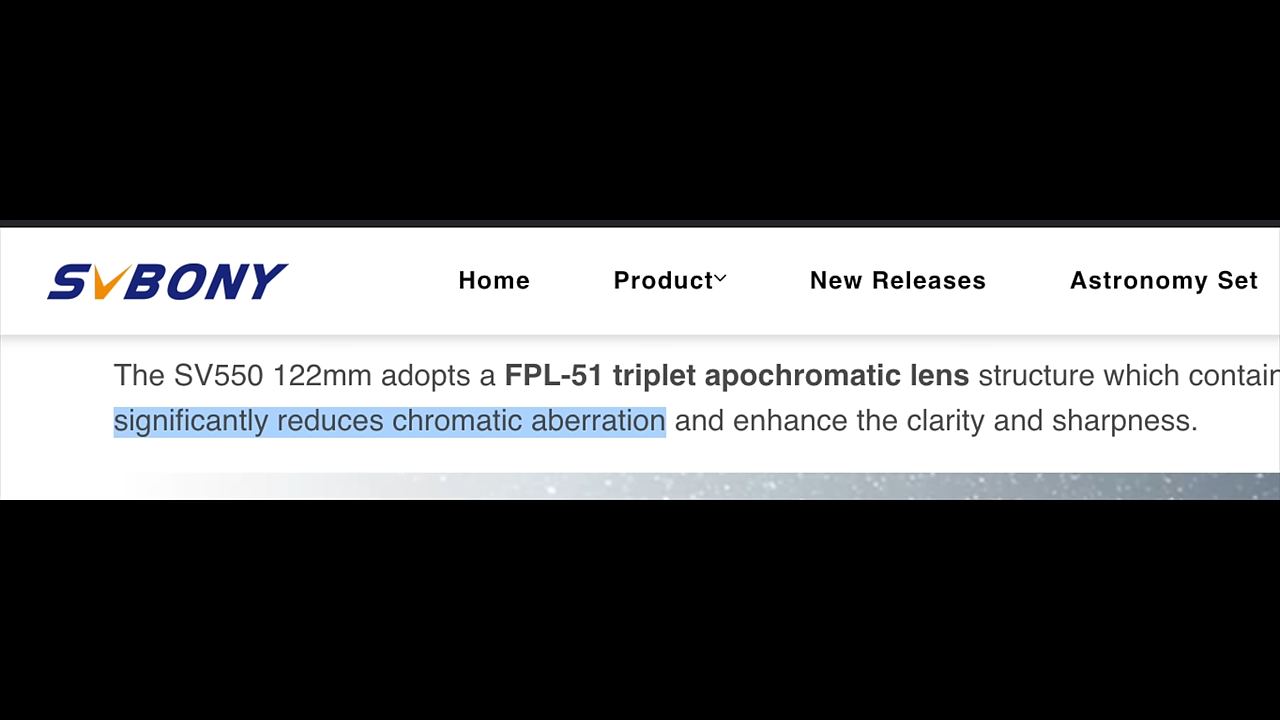 SVBONY Home Product New Releases Astronomy Set
The SV550 122mm adopts a FPL-51 triplet apochromatic lens structure which contain
significantly reduces chromatic aberration and enhance the clarity and sharpness.